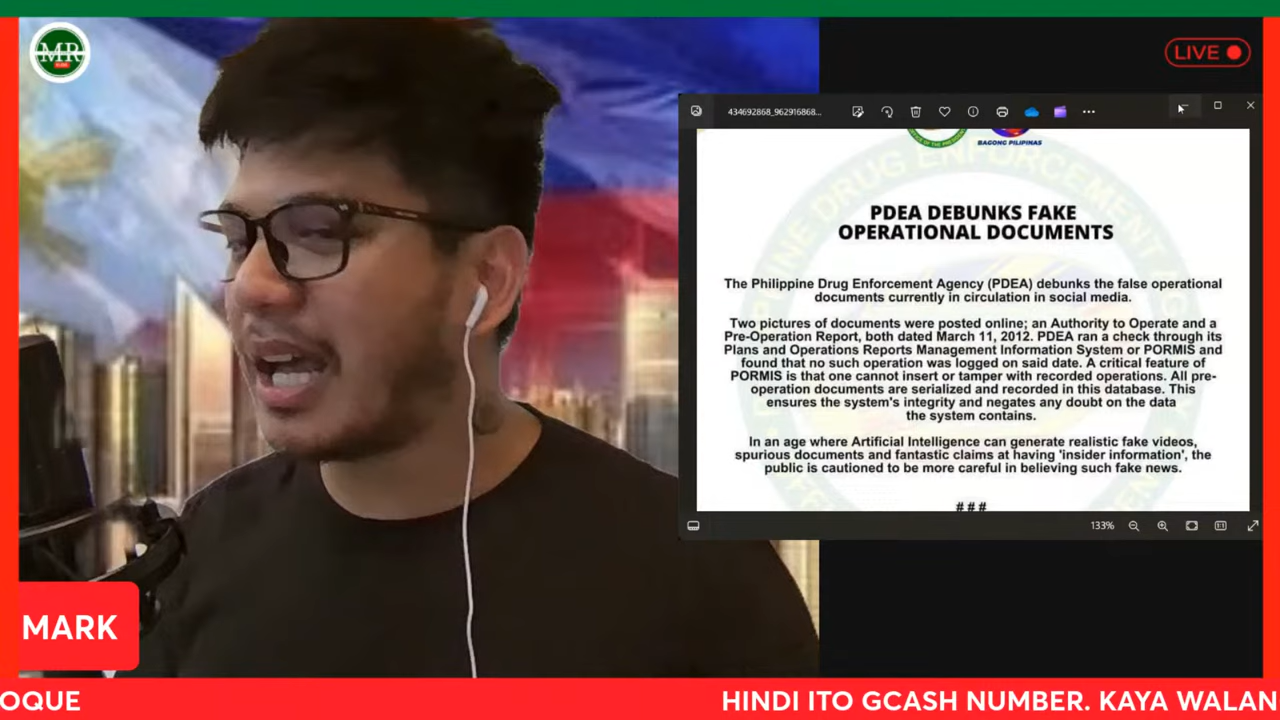 MR
LIVE
434692868_962916868...
BAGONG PILIPINAS
PDEA DEBUNKS FAKE
OPERATIONAL DOCUMENTS
The Philippine Drug Enforcement Agency (PDEA) debunks the false operational
documents currently in circulation in social media.
Two pictures of documents were posted online; an Authority to Operate and a
Pre-Operation Report, both dated March 11, 2012. PDEA ran a check through its
Plans and Operations Reports Management Information System or PORMIS and
found that no such operation was logged on said date. A critical feature of
PORMIS is that one cannot insert or tamper with recorded operations. All pre-
operation documents are serialized and recorded in this database. This
ensures the system's integrity and negates any doubt on the data
the system contains.
In an age where Artificial Intelligence can generate realistic fake videos,
spurious documents and fantastic claims at having 'insider information', the
public is cautioned to be more careful in believing such fake news.
###
133%
MARK
OQUE
HINDI ITO GCASH NUMBER. KAYA WALAN